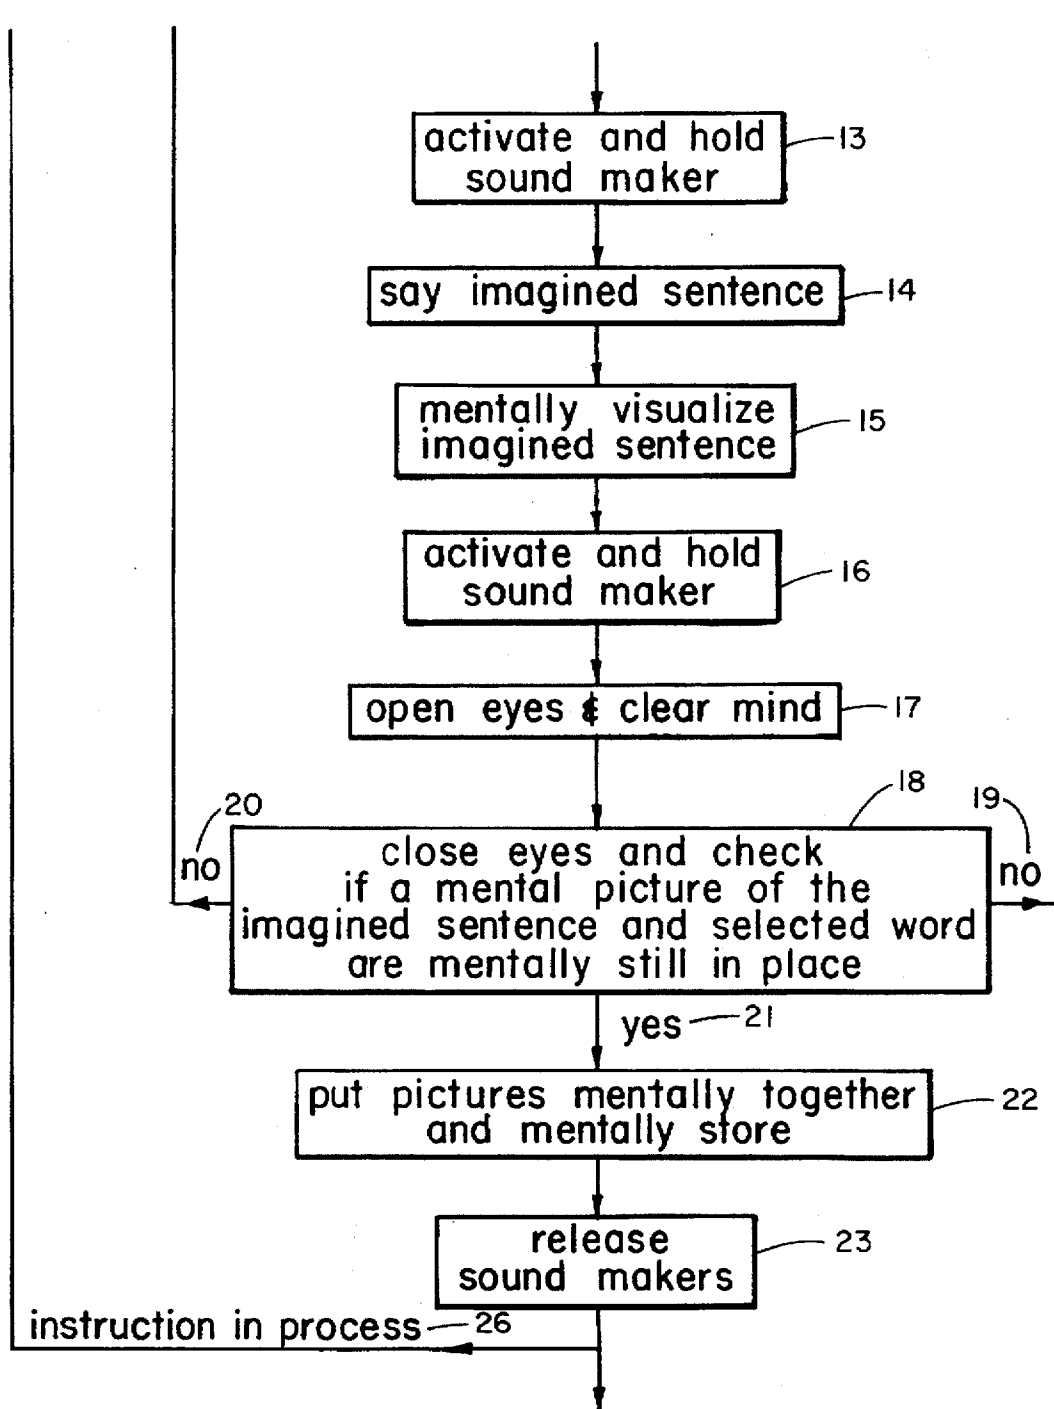 activate and hold
sound maker
13
say imagined sentence
14
mentally visualize
imagined sentence
15
activate and hold
sound maker
16
open eyes & clear mind
17
18
19
20
no
close eyes and check
if a mental picture of the
imagined sentence and selected word
are mentally still in place
no
yes
21
put pictures mentally together
and mentally store
22
release
sound makers
23
instruction in process
26